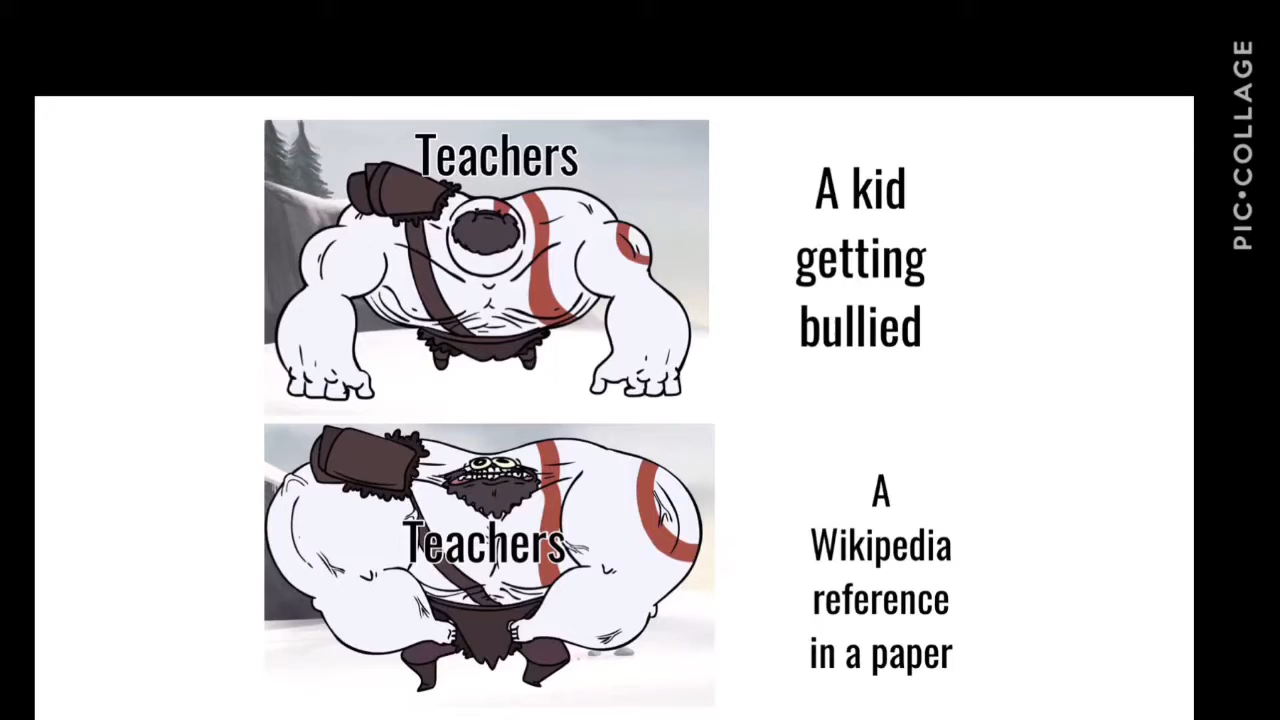 Teachers
A kid
getting
bullied
Teachers
A
Wikipedia
reference
in a paper
PIC•COLLAGE